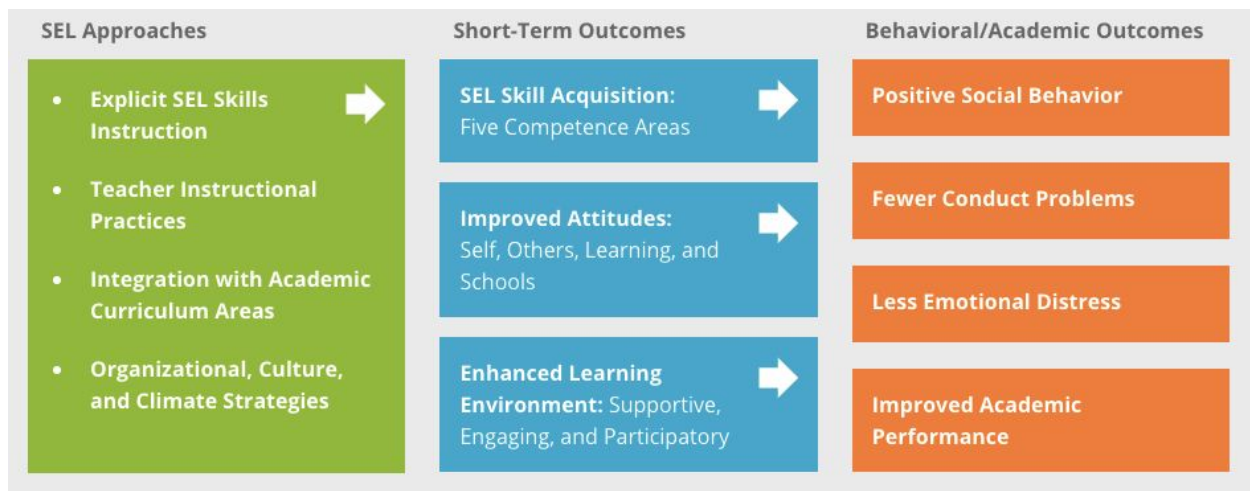 SEL Approaches
Explicit SEL Skills
Instruction
Teacher Instructional
Practices
Integration with Academic
Curriculum Areas
Organizational, Culture,
and Climate Strategies
Short-Term Outcomes
SEL Skill Acquisition:
Five Competence Areas
Improved Attitudes:
Self, Others, Learning, and
Schools
Enhanced Learning
Environment: Supportive,
Engaging, and Participatory
Behavioral/Academic Outcomes
Positive Social Behavior
Fewer Conduct Problems
Less Emotional Distress
Improved Academic
Performance